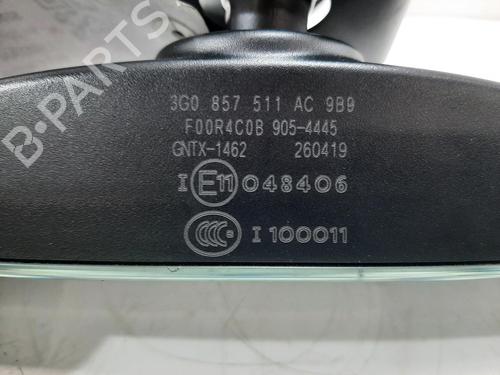 B-PARTS
3G0 857 511 AC 9B9
F00R4C0B 905-4445
GNTX-1462 260419
I E11 048406
CCC I 100011